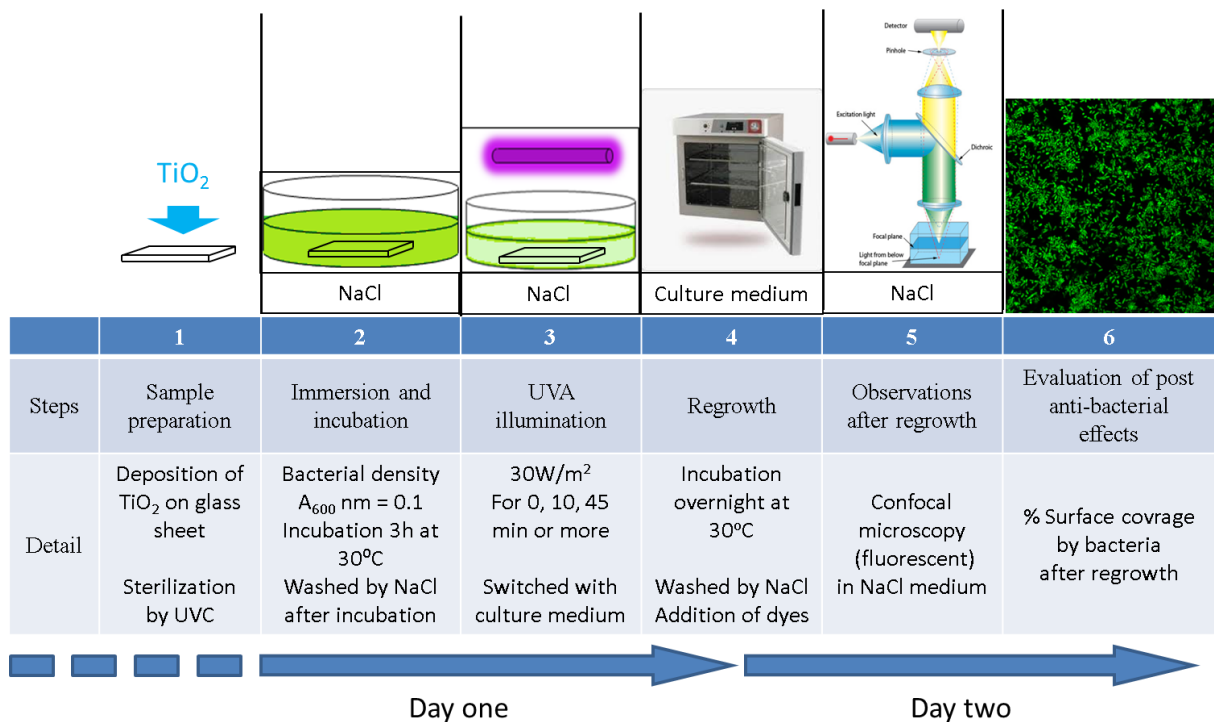 TiO2
Detector
Pinhole
Excitation light
Dichroic
Focal plane
Light from below
focal plane
NaCl
NaCl
Culture medium
NaCl
1
2
3
4
5
6
Steps
Sample
preparation
Immersion and
incubation
UVA
illumination
Regrowth
Observations
after regrowth
Evaluation of post
anti-bacterial
effects
Detail
Deposition of
TiO2 on glass
sheet
Sterilization
by UVC
Bacterial density
A600 nm = 0.1
Incubation 3h at
30⁰C
Washed by NaCl
after incubation
30W/m²
For 0, 10, 45
min or more
Switched with
culture medium
Incubation
overnight at
30°C
Washed by NaCl
Addition of dyes
Confocal
microscopy
(fluorescent)
in NaCl medium
% Surface covrage
by bacteria
after regrowth
Day one
Day two